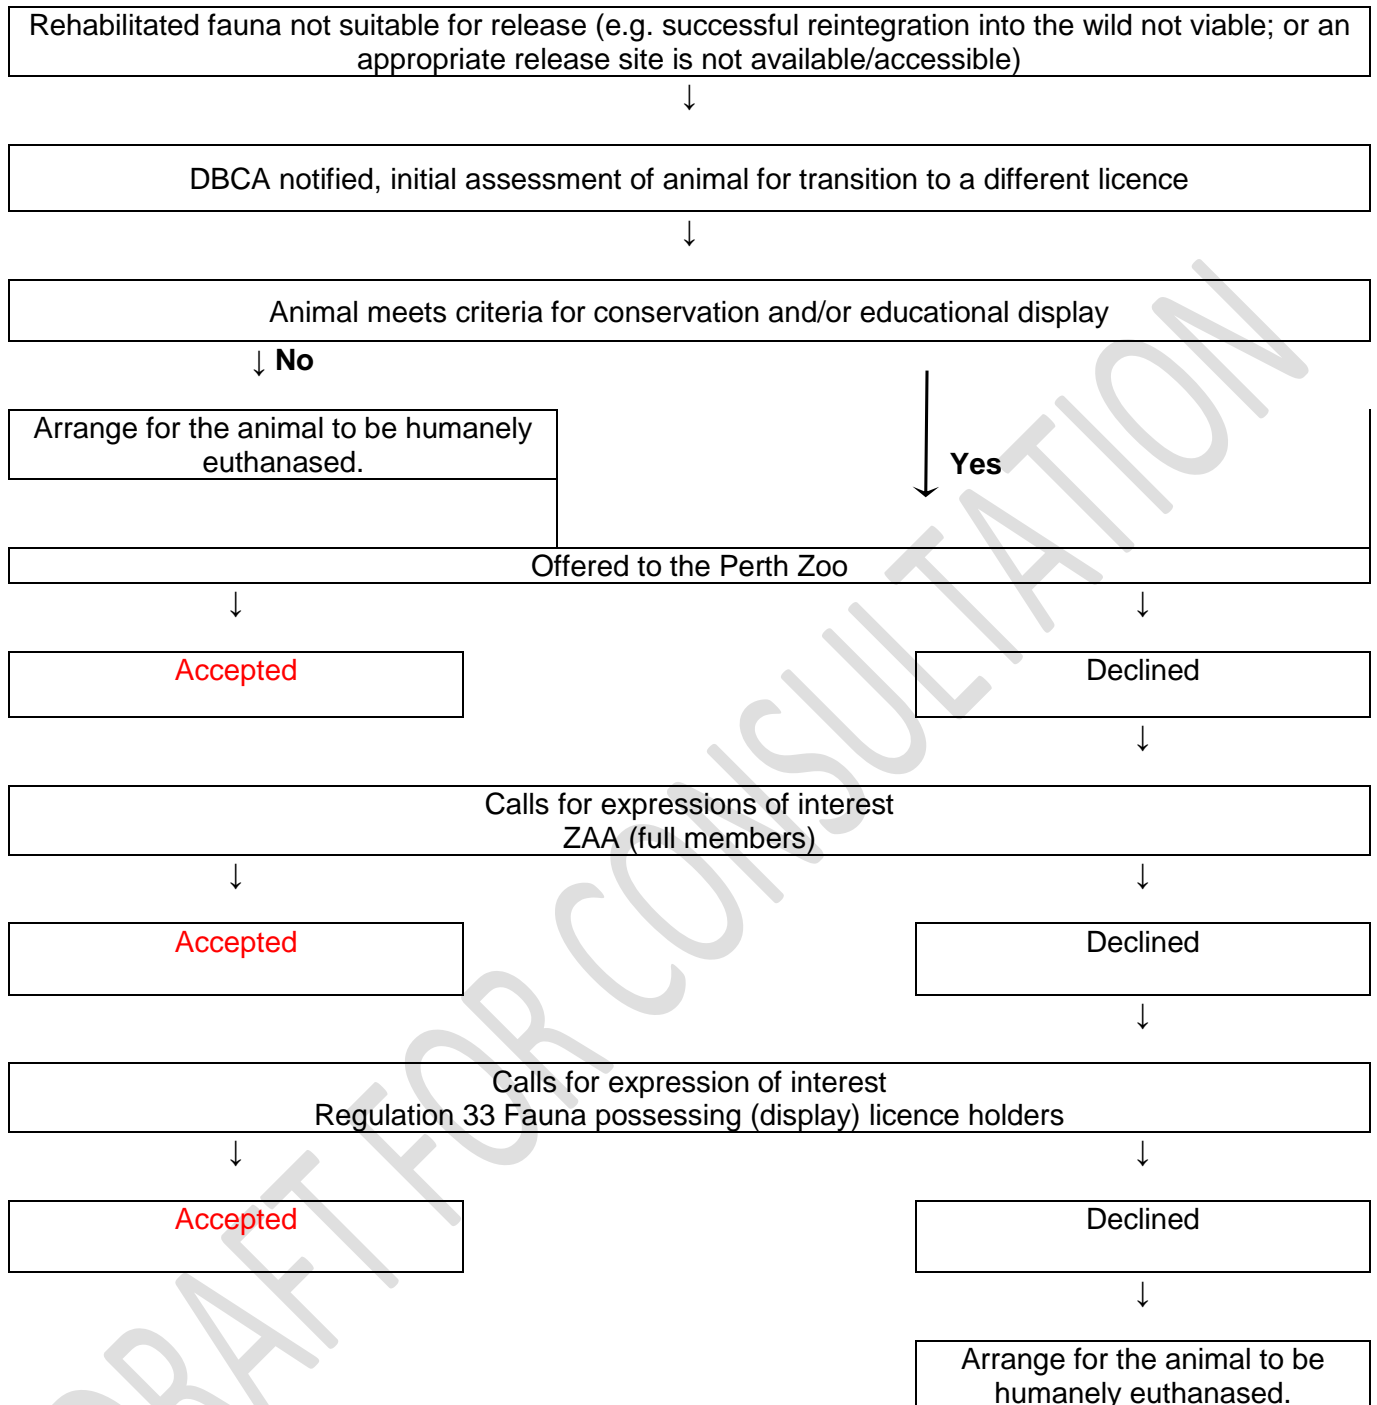 Rehabilitated fauna not suitable for release (e.g. successful reintegration into the wild not viable; or an
appropriate release site is not available/accessible)
↓
DBCA notified, initial assessment of animal for transition to a different licence
↓
Animal meets criteria for conservation and/or educational display
↓ No
Arrange for the animal to be humanely
euthanased.
Yes
Offered to the Perth Zoo
↓ ↓
Accepted
Declined
↓
Calls for expressions of interest
ZAA (full members)
↓ ↓
Accepted
Declined
↓
Calls for expression of interest
Regulation 33 Fauna possessing (display) licence holders
↓ ↓
Accepted
Declined
↓
Arrange for the animal to be
humanely euthanased.
DRAFT FOR CONSULTATION